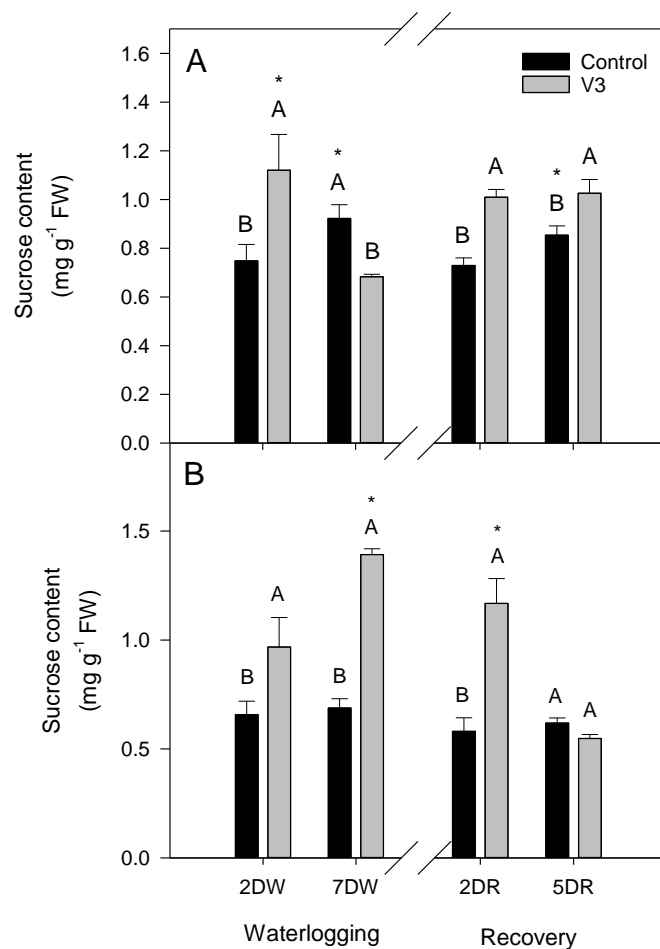 A
Control
V3
Sucrose content
(mg g-1 FW)
1.6
1.4
1.2
1.0
0.8
0.6
0.4
0.2
0.0
B
*
A
*
A
B
B
A
*
B
A
B
Sucrose content
(mg g-1 FW)
1.5
1.0
0.5
0.0
B
A
B
*
A
B
*
A
A
A
2DW
7DW
2DR
5DR
Waterlogging
Recovery